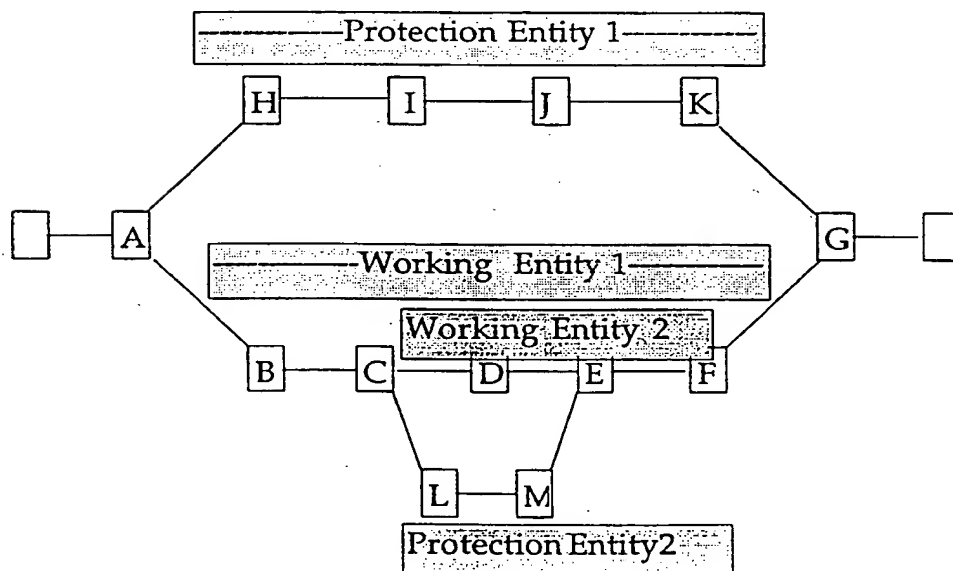 Protection Entity 1
H I J K
A G
Working Entity 1
Working Entity 2
B C D E F
L M
Protection Entity2